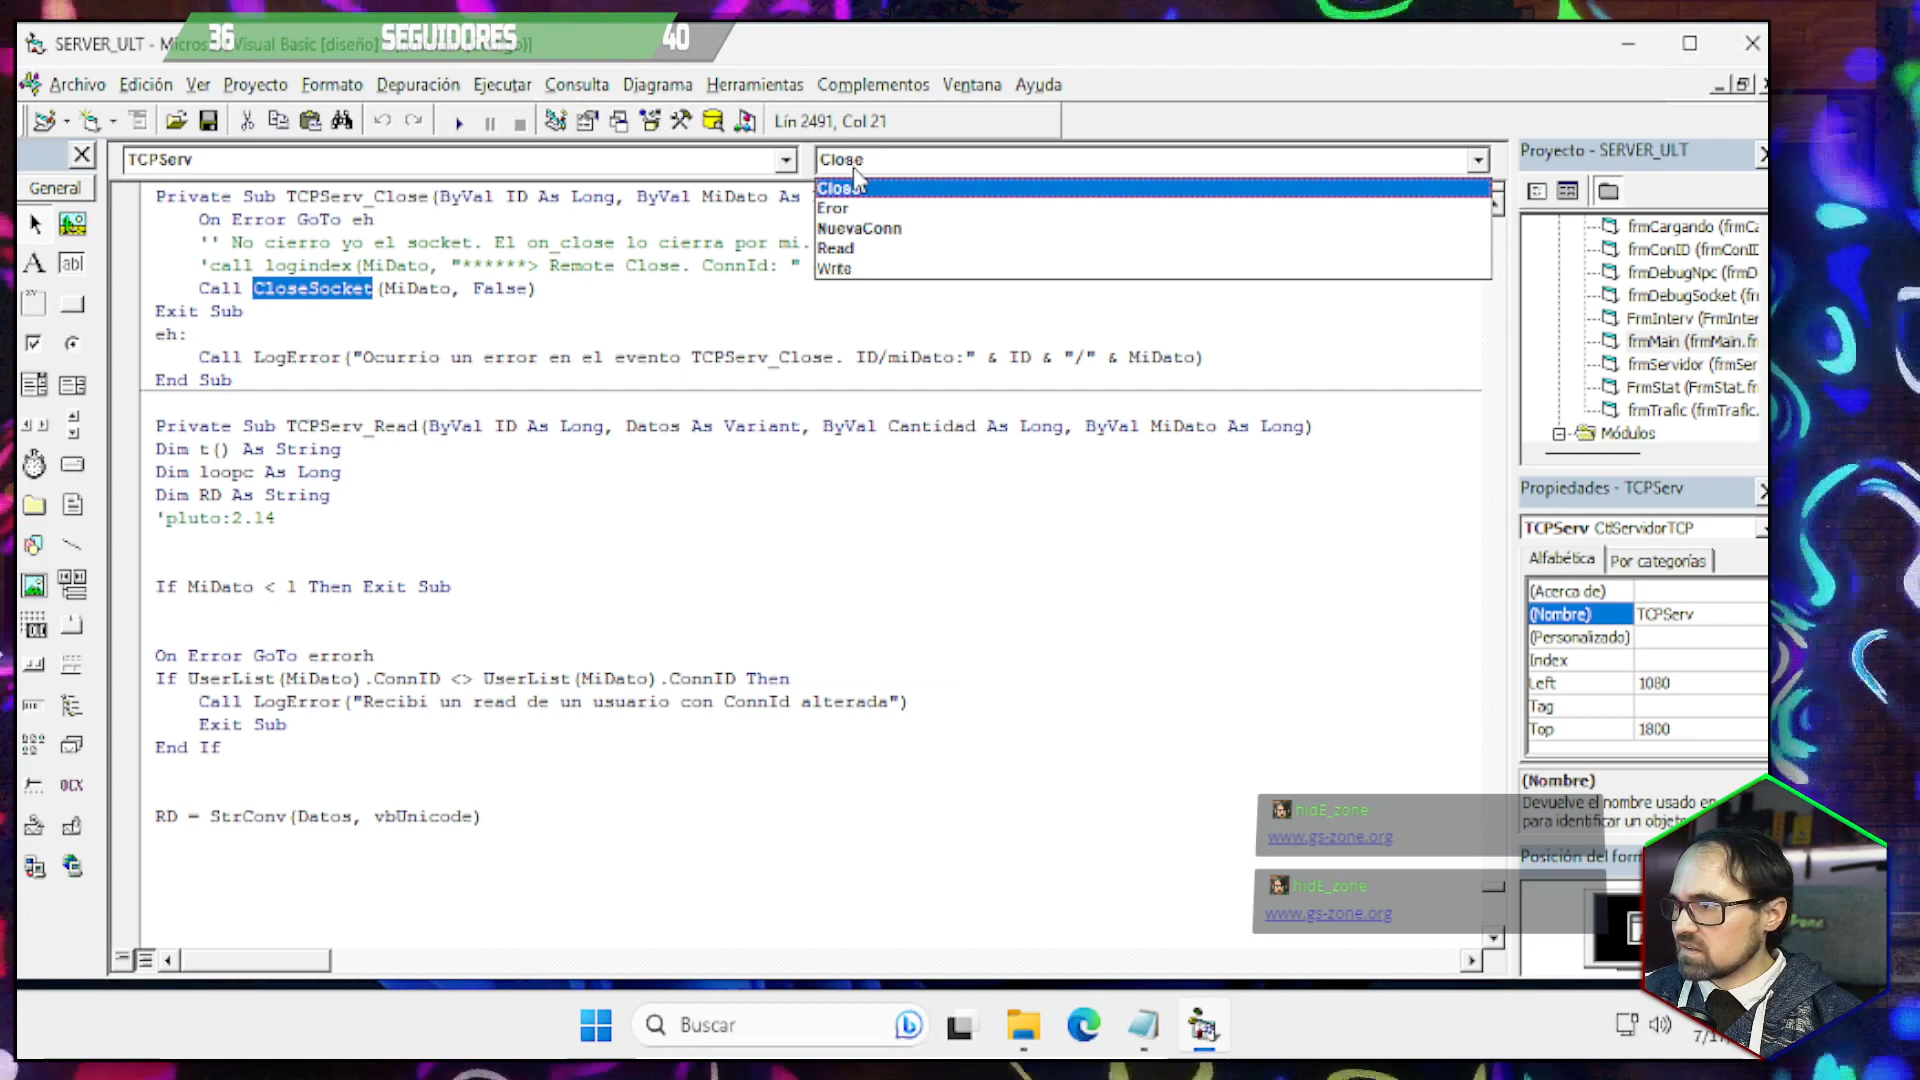 36 SEGUIDORES 40
SERVER_ULT - Microsoft Visual Basic [diseño]
Archivo Edición Ver Proyecto Formato Depuración Ejecutar Consulta Diagrama Herramientas Complementos Ventana Ayuda
Lín 2491, Col 21
TCPServ
Close
Close
Eror
NuevaConn
Read
Write
General
Private Sub TCPServ_Close(ByVal ID As Long, ByVal MiDato As
On Error GoTo eh
'' No cierro yo el socket. El on_close lo cierra por mi.
'call logindex(MiDato, "******> Remote Close. ConnId: "
Call CloseSocket(MiDato, False)
Exit Sub
eh:
Call LogError("Ocurrio un error en el evento TCPServ_Close. ID/miDato:" & ID & "/" & MiDato)
End Sub
Private Sub TCPServ_Read(ByVal ID As Long, Datos As Variant, ByVal Cantidad As Long, ByVal MiDato As Long)
Dim t() As String
Dim loopc As Long
Dim RD As String
'pluto:2.14
If MiDato < 1 Then Exit Sub
On Error GoTo errorh
If UserList(MiDato).ConnID <> UserList(MiDato).ConnID Then
Call LogError("Recibi un read de un usuario con ConnId alterada")
Exit Sub
End If
RD = StrConv(Datos, vbUnicode)
Proyecto - SERVER_ULT
frmCargando (frmCa
frmConID (frmConID
frmDebugNpc (frmD
frmDebugSocket (fr
FrmInterv (FrmInter
frmMain (frmMain.fr
frmServidor (frmSer
FrmStat (FrmStat.fr
frmTrafic (frmTrafic.
Módulos
Propiedades - TCPServ
TCPServ CtlServidorTCP
Alfabética Por categorías
(Acerca de)
(Nombre) TCPServ
(Personalizado)
Index
Left 1080
Tag
Top 1800
(Nombre)
Devuelve el nombre usado en
para identificar un objeto
Posición del form
hidE_zone
www.gs-zone.org
hidE_zone
www.gs-zone.org
Buscar